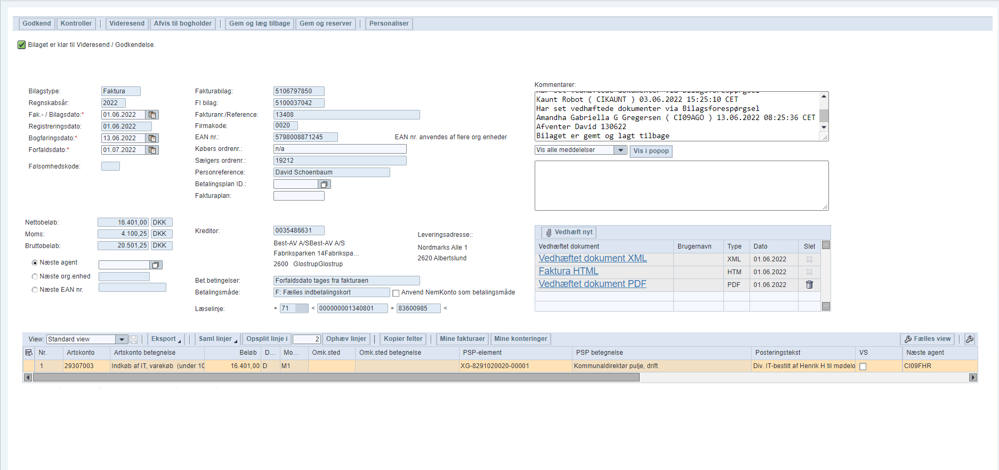 Godkend Kontroller Videresend Afvis til bogholder Gem og læg tilbage Gem og reserver Personaliser
Bilaget er klar til Videresend / Godkendelse.
Bilagstype: Faktura
Regnskabsår: 2022
Fak.- / Bilagsdato:* 01.06.2022
Registreringsdato: 01.06.2022
Bogføringsdato:* 13.06.2022
Forfaldsdato:* 01.07.2022
Følsomhedskode:
Fakturabilag: 5106797850
FI bilag: 5100037042
Fakturanr./Reference: 13408
Firmakode: 0020
EAN nr.: 5798008871245 EAN nr. anvendes af flere org.enheder
Købers ordrenr.: n/a
Sælgers ordrenr.: 19212
Personreference: David Schoenbaum
Betalingsplan ID.:
Fakturaplan:
Kommentarer:
Har set vedhæftede dokumenter via Bilagsforespørgsel
Kaunt Robot ( CIKAUNT ) 03.06.2022 15:25:10 CET
Har set vedhæftede dokumenter via Bilagsforespørgsel
Amandha Gabriella G Gregersen ( CI09AGO ) 13.06.2022 08:25:36 CET
Afventer David 130622
Bilaget er gemt og lagt tilbage
Vis alle meddelelser Vis i popop
Nettobeløb: 16.401,00 DKK
Moms: 4.100,25 DKK
Bruttobeløb: 20.501,25 DKK
Næste agent
Næste org.enhed
Næste EAN nr.
Kreditor: 0035486631
Best-AV A/SBest-AV A/S
Fabriksparken 14Fabrikspa...
2600 GlostrupGlostrup
Leveringsadresse::
Nordmarks Alle 1
2620 Albertslund
Bet.betingelser: Forfaldsdato tages fra fakturaen
Betalingsmåde: F: Fælles indbetalingskort Anvend NemKonto som betalingsmåde
Læselinje: + 71 < 000000001340801 + 83600985 <
Vedhæft nyt
Vedhæftet dokument Brugernavn Type Dato Slet
Vedhæftet dokument XML XML 01.06.2022
Faktura HTML HTM 01.06.2022
Vedhæftet dokument PDF PDF 01.06.2022
View: Standard view Eksport Saml linjer Opsplit linje i 2 Ophæv linjer Kopier felter Mine fakturaer Mine konteringer Fælles view
Nr. Artskonto Artskonto betegnelse Beløb D... Mo... Omk.sted Omk.sted betegnelse PSP-element PSP betegnelse Posteringstekst VS Næste agent
1 29307003 Indkøb af IT, varekøb (under 10 16.401,00 D M1 XG-8291020020-00001 Kommunaldirektør pulje, drift Div. IT-bestilt af Henrik H til mødelo CI09FHR